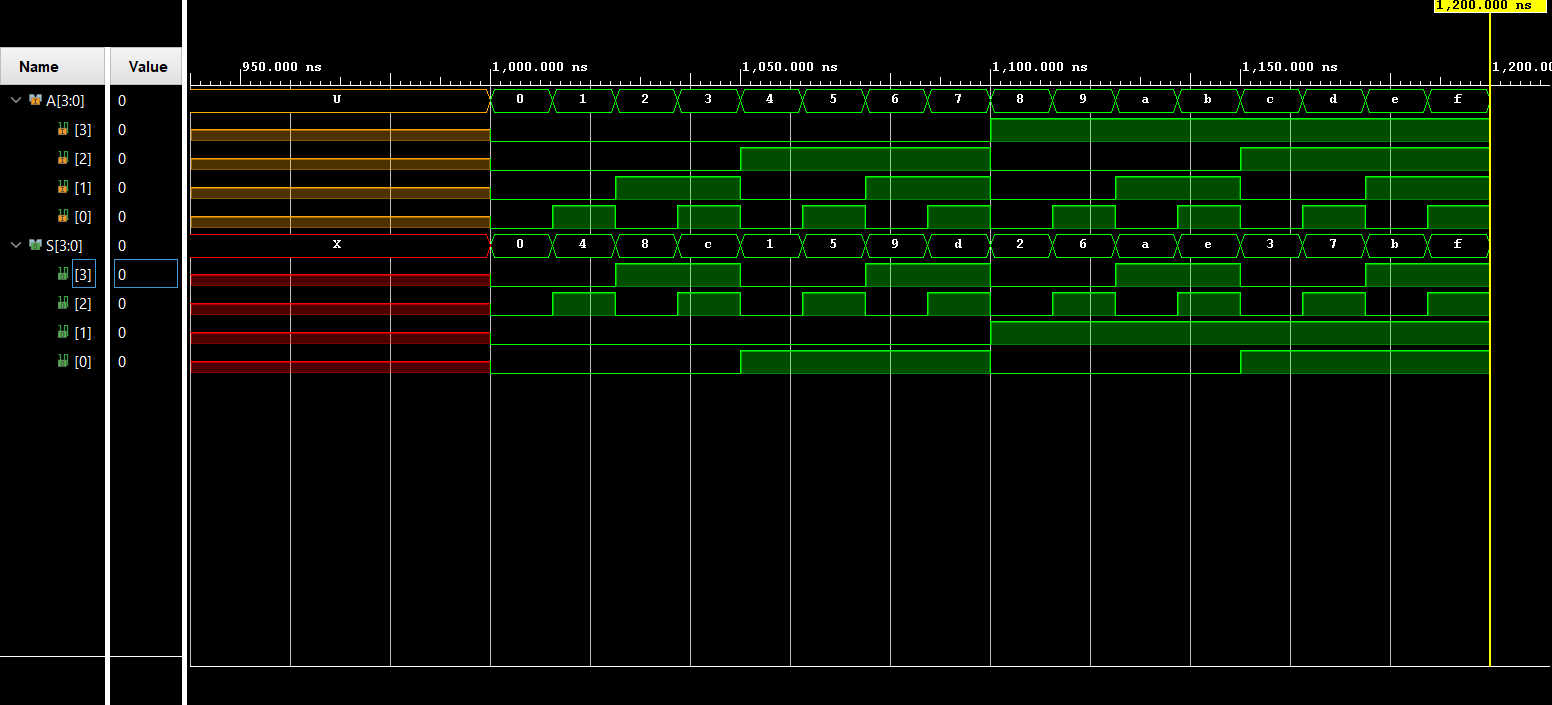 1,200.000 ns
Name Value
950.000 ns 1,000.000 ns 1,050.000 ns 1,100.000 ns 1,150.000 ns 1,200.00
A[3:0] 0 U 0 1 2 3 4 5 6 7 8 9 a b c d e f
[3] 0
[2] 0
[1] 0
[0] 0
S[3:0] 0 X 0 4 8 c 1 5 9 d 2 6 a e 3 7 b f
[3] 0
[2] 0
[1] 0
[0] 0